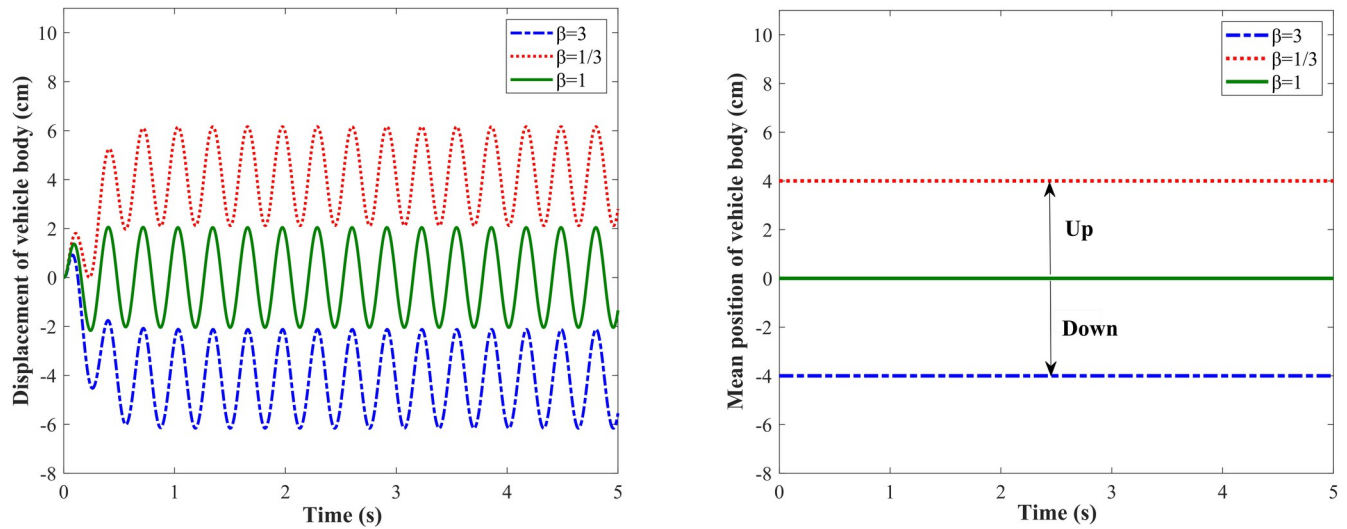 Displacement of vehicle body (cm)
10
8
6
4
2
0
-2
-4
-6
-8
0
1
2
3
4
5
Time (s)
β=3
β=1/3
β=1
Mean position of vehicle body (cm)
10
8
6
4
2
0
-2
-4
-6
-8
0
1
2
3
4
5
Time (s)
β=3
β=1/3
β=1
Up
Down